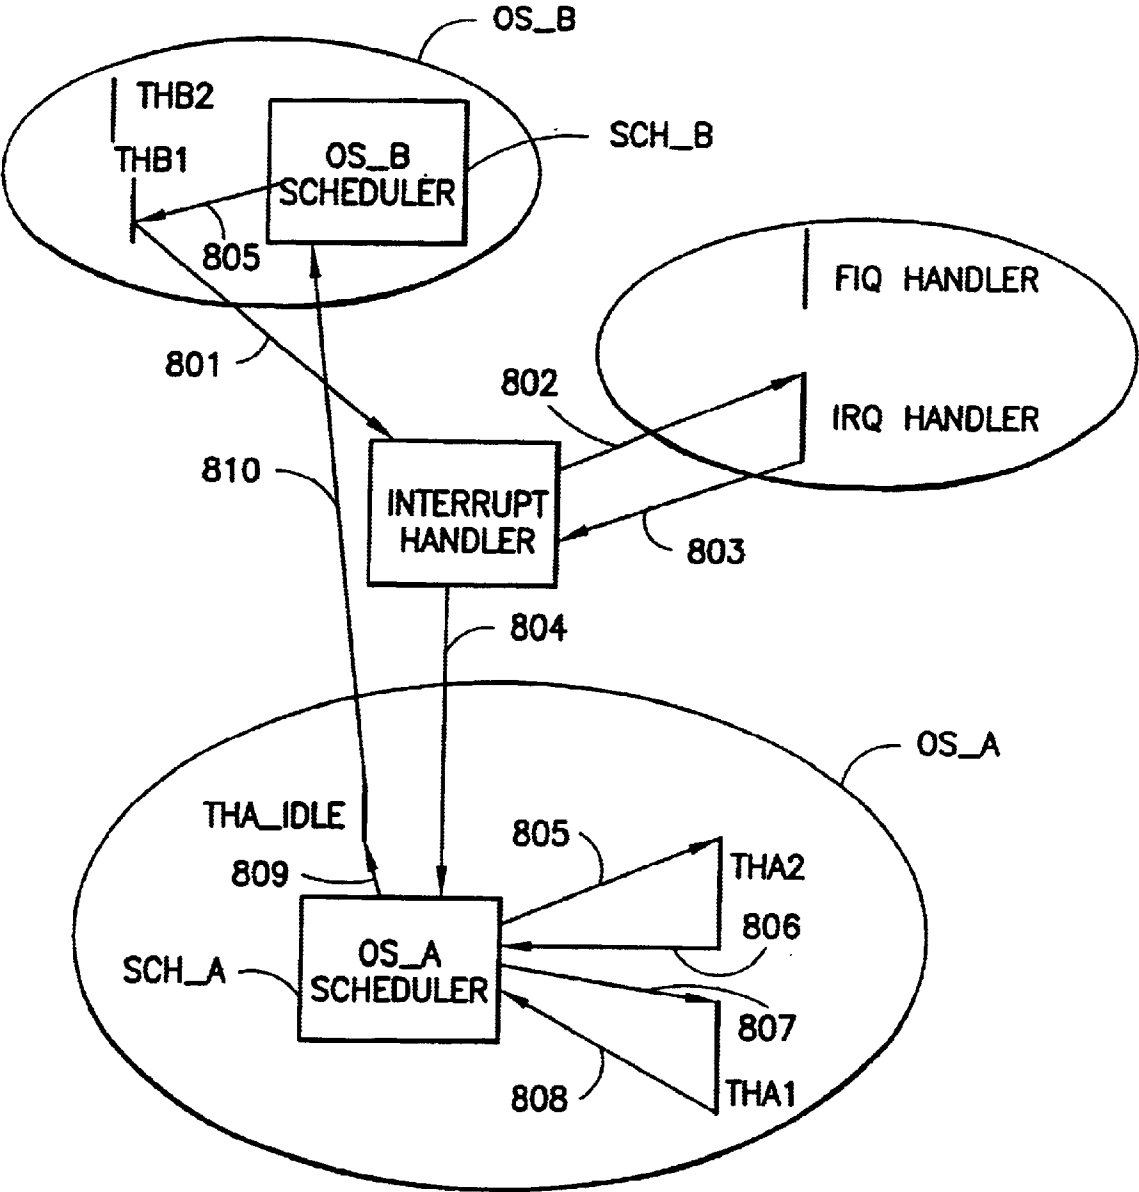 OS_B
THB2
THB1
OS_B
SCHEDULER
SCH_B
805
FIQ HANDLER
801
802
IRQ HANDLER
810
INTERRUPT
HANDLER
803
804
OS_A
THA_IDLE
805
THA2
809
806
SCH_A
OS_A
SCHEDULER
807
808
THA1